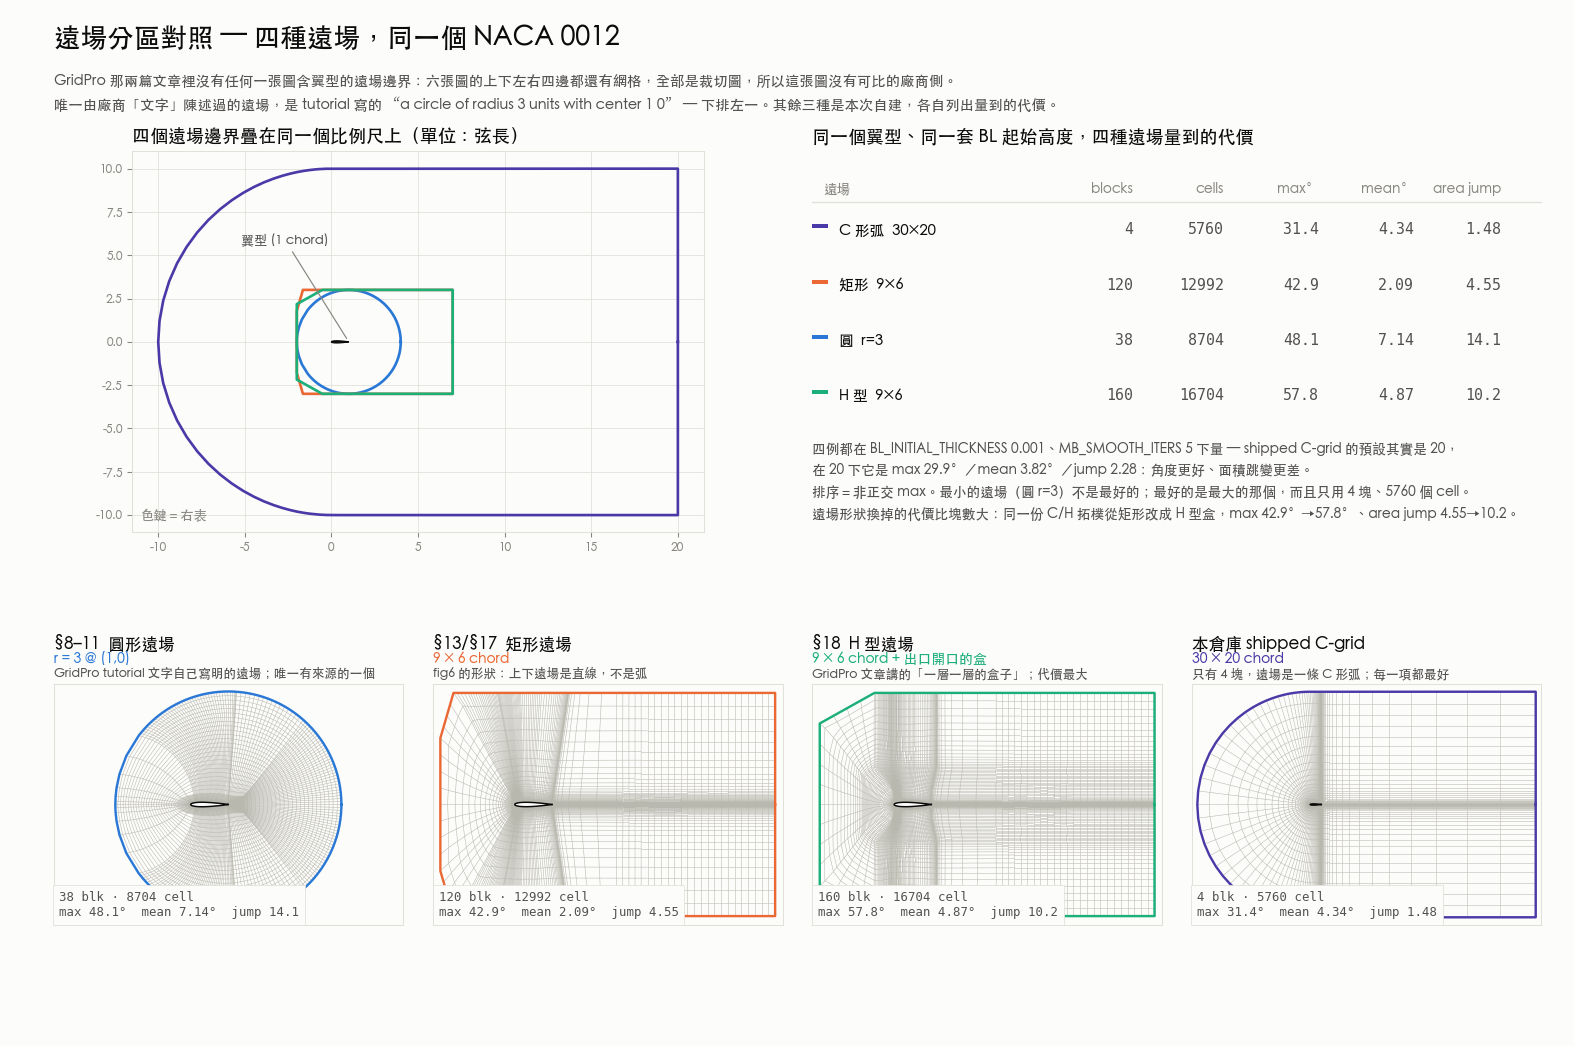 遠場分區對照 — 四種遠場，同一個 NACA 0012
GridPro 那兩篇文章裡沒有任何一張圖含翼型的遠場邊界：六張圖的上下左右四邊都還有網格，全部是裁切圖，所以這張圖沒有可比的廠商側。
唯一由廠商「文字」陳述過的遠場，是 tutorial 寫的 “a circle of radius 3 units with center 1 0” — 下排左一。其餘三種是本次自建，各自列出量到的代價。
四個遠場邊界疊在同一個比例尺上（單位：弦長）
10.0
7.5
5.0
2.5
0.0
-2.5
-5.0
-7.5
-10.0
翼型 (1 chord)
色鍵 = 右表
-10 -5 0 5 10 15 20
同一個翼型、同一套 BL 起始高度，四種遠場量到的代價
遠場 blocks cells max° mean° area jump
C 形弧 30×20 4 5760 31.4 4.34 1.48
矩形 9×6 120 12992 42.9 2.09 4.55
圓 r=3 38 8704 48.1 7.14 14.1
H 型 9×6 160 16704 57.8 4.87 10.2
四例都在 BL_INITIAL_THICKNESS 0.001、MB_SMOOTH_ITERS 5 下量 — shipped C-grid 的預設其實是 20，
在 20 下它是 max 29.9° ／mean 3.82° ／jump 2.28：角度更好、面積跳變更差。
排序 = 非正交 max。最小的遠場（圓 r=3）不是最好的；最好的是最大的那個，而且只用 4 塊、5760 個 cell。
遠場形狀換掉的代價比塊數大：同一份 C/H 拓樸從矩形改成 H 型盒，max 42.9° →57.8° 、area jump 4.55→10.2。
§8–11 圓形遠場
r = 3 @ (1,0)
GridPro tutorial 文字自己寫明的遠場；唯一有來源的一個
38 blk · 8704 cell
max 48.1° mean 7.14° jump 14.1
§13/§17 矩形遠場
9 × 6 chord
fig6 的形狀：上下遠場是直線，不是弧
120 blk · 12992 cell
max 42.9° mean 2.09° jump 4.55
§18 H 型遠場
9 × 6 chord + 出口開口的盒
GridPro 文章講的「一層一層的盒子」；代價最大
160 blk · 16704 cell
max 57.8° mean 4.87° jump 10.2
本倉庫 shipped C-grid
30 × 20 chord
只有 4 塊，遠場是一條 C 形弧；每一項都最好
4 blk · 5760 cell
max 31.4° mean 4.34° jump 1.48